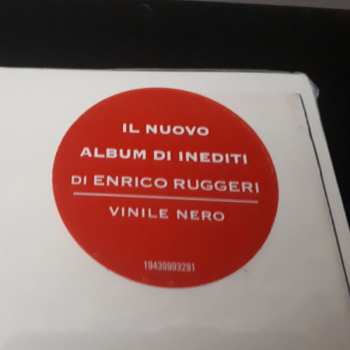 IL NUOVO
ALBUM DI INEDITI
DI ENRICO RUGGERI
VINILE NERO
19439993281